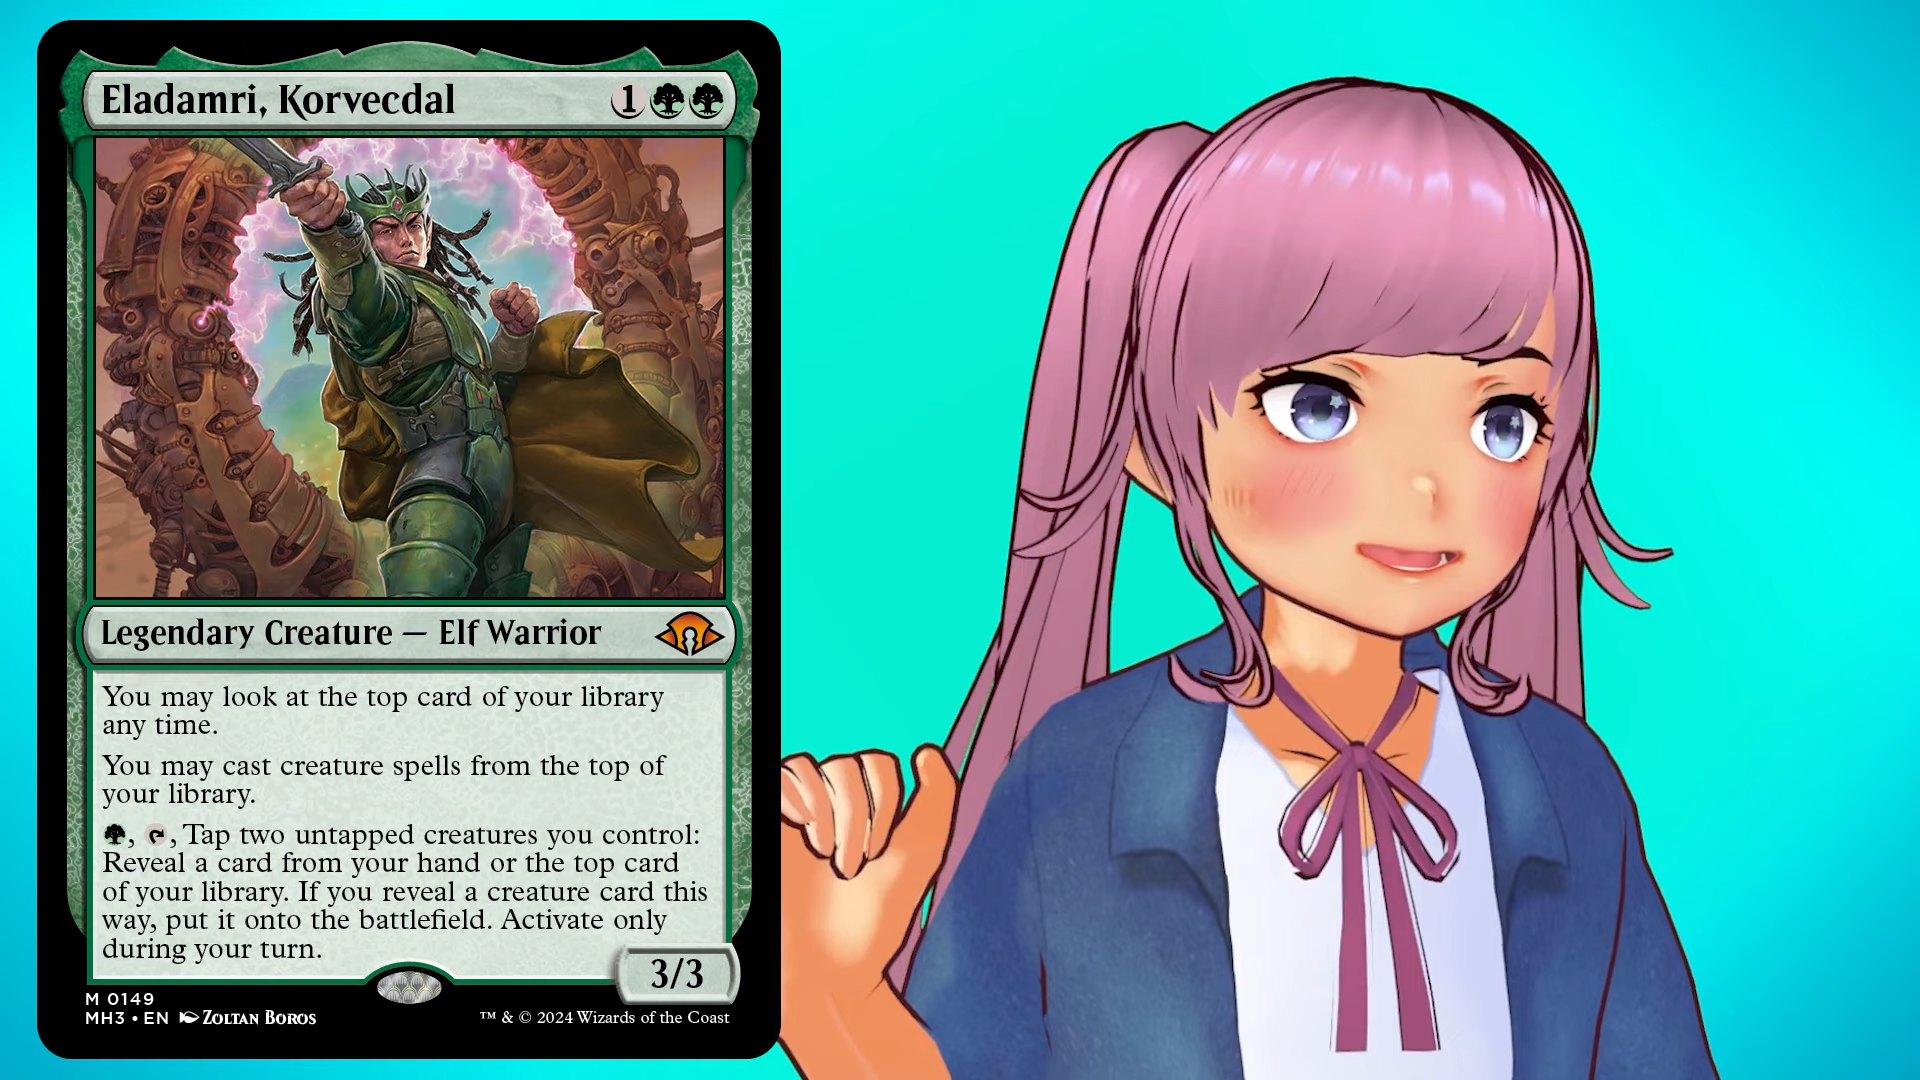 Eladamri, Korvecdal 1
Legendary Creature — Elf Warrior
You may look at the top card of your library
any time.
You may cast creature spells from the top of
your library.
, , Tap two untapped creatures you control:
Reveal a card from your hand or the top card
of your library. If you reveal a creature card this
way, put it onto the battlefield. Activate only
during your turn.
3/3
M 0149
MH3 • EN ZOLTAN BOROS
™ & © 2024 Wizards of the Coast